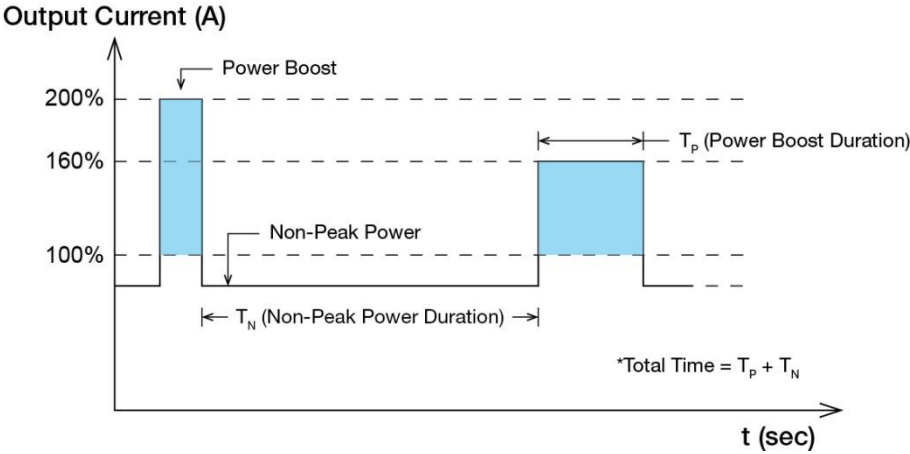 Output Current (A)
Power Boost
200%
T_P (Power Boost Duration)
160%
Non-Peak Power
100%
T_N (Non-Peak Power Duration)
*Total Time = T_P + T_N
t (sec)